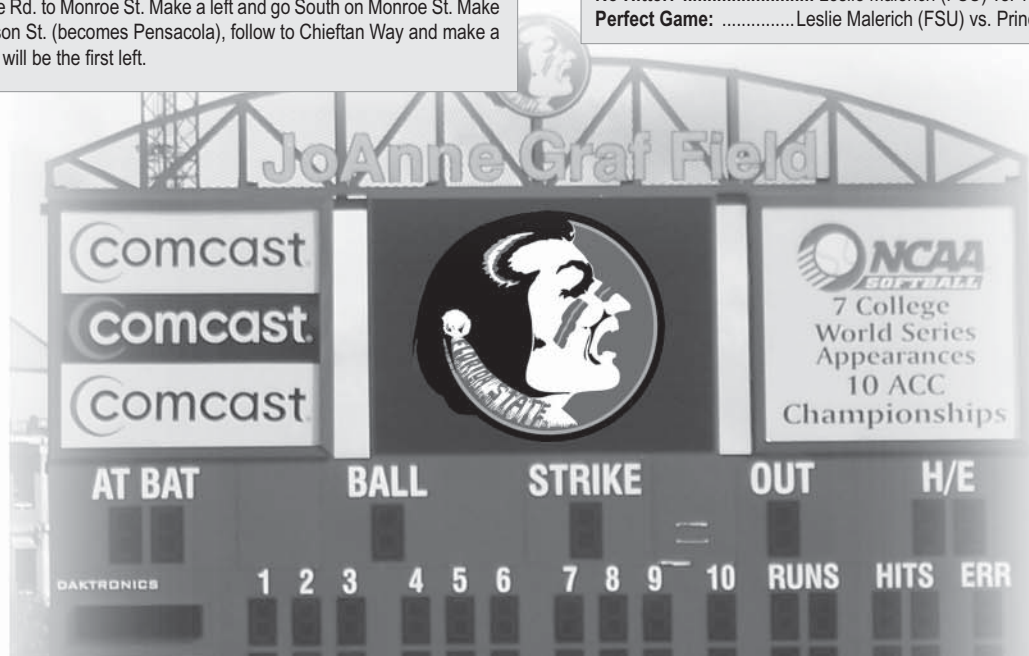 e Rd. to Monroe St. Make a left and go South on Monroe St. Make
son St. (becomes Pensacola), follow to Chieftan Way and make a
will be the first left.
Perfect Game: ..............Leslie Malerich (FSU) vs. Prin
JoAnne Graf Field
comcast.
comcast.
comcast.
FLORIDA STATE
NCAA
SOFTBALL
7 College
World Series
Appearances
10 ACC
Championships
AT BAT BALL STRIKE OUT H/E
DAKTRONICS 1 2 3 4 5 6 7 8 9 10 RUNS HITS ERR